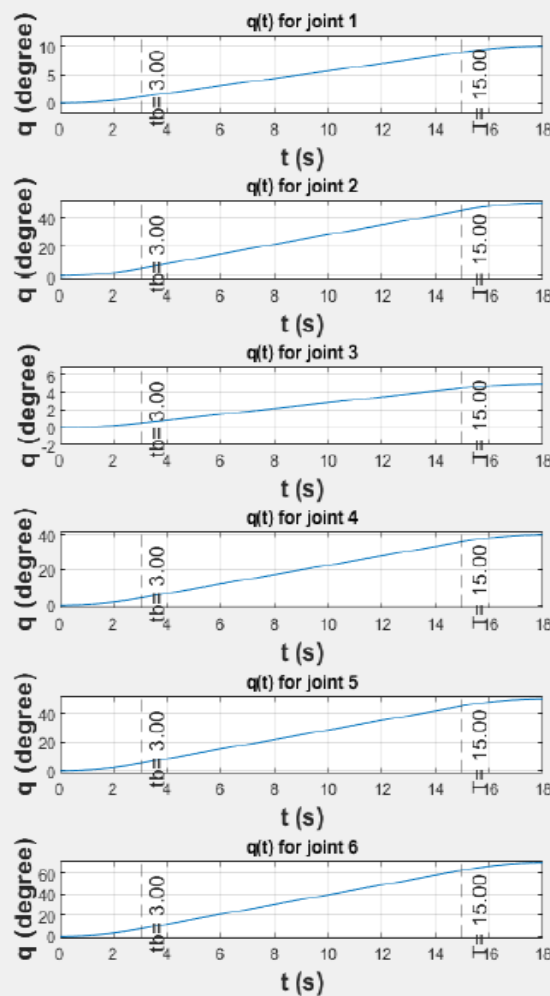 q(t) for joint 1
q (degree)
10
5
0
tb= 3.00
T= 15.00
0 2 4 6 8 10 12 14 16 18
t (s)
q(t) for joint 2
q (degree)
40
20
0
tb= 3.00
T= 15.00
0 2 4 6 8 10 12 14 16 18
t (s)
q(t) for joint 3
q (degree)
6
4
2
0
-2
tb= 3.00
T= 15.00
0 2 4 6 8 10 12 14 16 18
t (s)
q(t) for joint 4
q (degree)
40
20
0
tb= 3.00
T= 15.00
0 2 4 6 8 10 12 14 16 18
t (s)
q(t) for joint 5
q (degree)
40
20
0
tb= 3.00
T= 15.00
0 2 4 6 8 10 12 14 16 18
t (s)
q(t) for joint 6
q (degree)
60
40
20
0
tb= 3.00
T= 15.00
0 2 4 6 8 10 12 14 16 18
t (s)